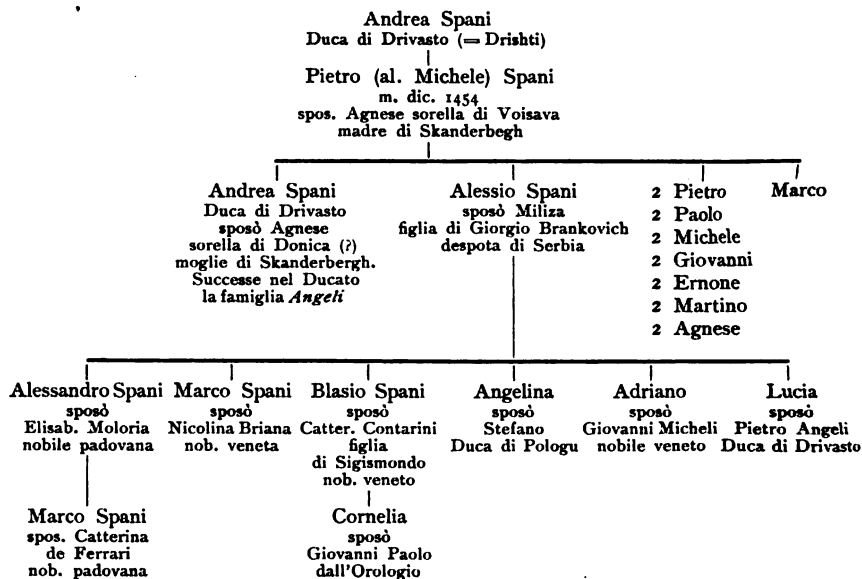 Andrea Spani
Duca di Drivasto (= Drishti)
Pietro (al. Michele) Spani
m. dic. 1454
spos. Agnese sorella di Voisava
madre di Skanderbegh
Andrea Spani
Duca di Drivasto
sposò Agnese
sorella di Donica (?)
moglie di Skanderbergh.
Successe nel Ducato
la famiglia Angeli
Alessio Spani
sposò Miliza
figlia di Giorgio Brankovich
despota di Serbia
2 Pietro
2 Paolo
2 Michele
2 Giovanni
2 Ernone
2 Martino
2 Agnese
Marco
Alessandro Spani
sposò
Elisab. Moloria
nobile padovana
Marco Spani
sposò
Nicolina Briana
nob. veneta
Blasio Spani
sposò
Catter. Contarini
figlia
di Sigismondo
nob. veneto
Angelina
sposò
Stefano
Duca di Pologu
Adriano
sposò
Giovanni Micheli
nobile veneto
Lucia
sposò
Pietro Angeli
Duca di Drivasto
Marco Spani
spos. Catterina
de Ferrari
nob. padovana
Cornelia
sposò
Giovanni Paolo
dall'Orologio